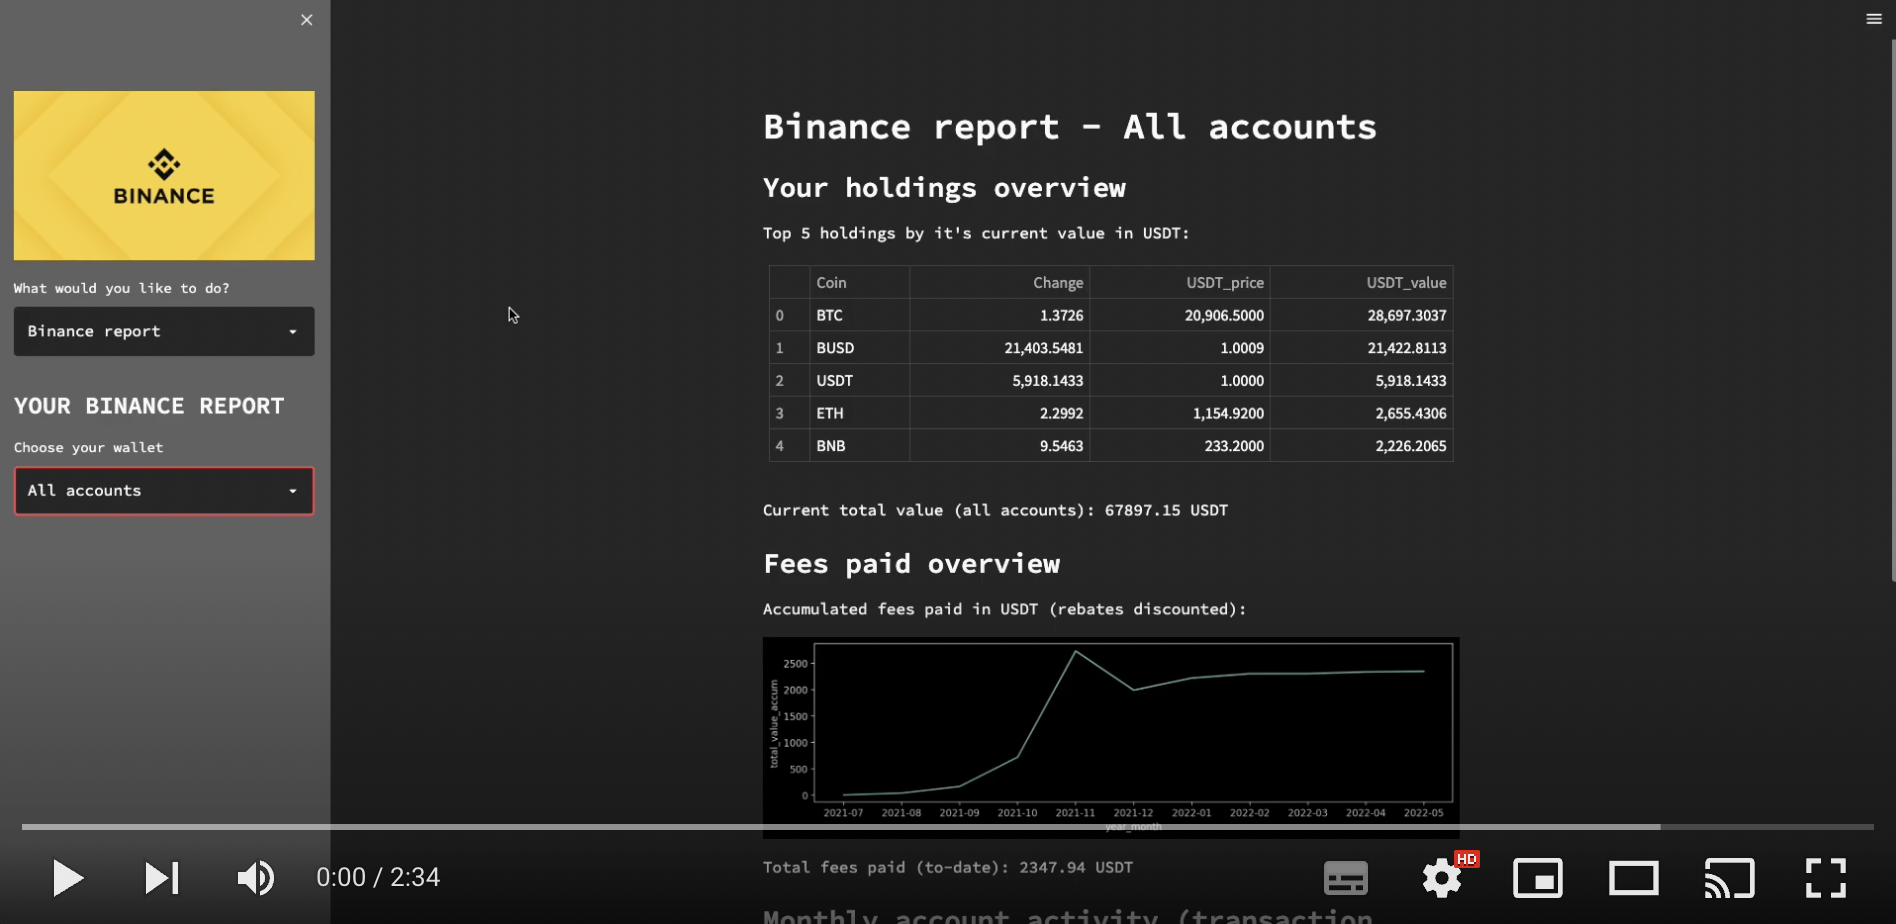 BINANCE
What would you like to do?
Binance report
YOUR BINANCE REPORT
Choose your wallet
All accounts
Binance report - All accounts
Your holdings overview
Top 5 holdings by it's current value in USDT:
Coin Change USDT_price USDT_value
0 BTC 1.3726 20,906.5000 28,697.3037
1 BUSD 21,403.5481 1.0009 21,422.8113
2 USDT 5,918.1433 1.0000 5,918.1433
3 ETH 2.2992 1,154.9200 2,655.4306
4 BNB 9.5463 233.2000 2,226.2065
Current total value (all accounts): 67897.15 USDT
Fees paid overview
Accumulated fees paid in USDT (rebates discounted):
total_value_accum
2500
2000
1500
1000
500
0
2021-07 2021-08 2021-09 2021-10 2021-11 2021-12 2022-01 2022-02 2022-03 2022-04 2022-05
year_month
Total fees paid (to-date): 2347.94 USDT
Monthly account activity (transaction
0:00 / 2:34
HD